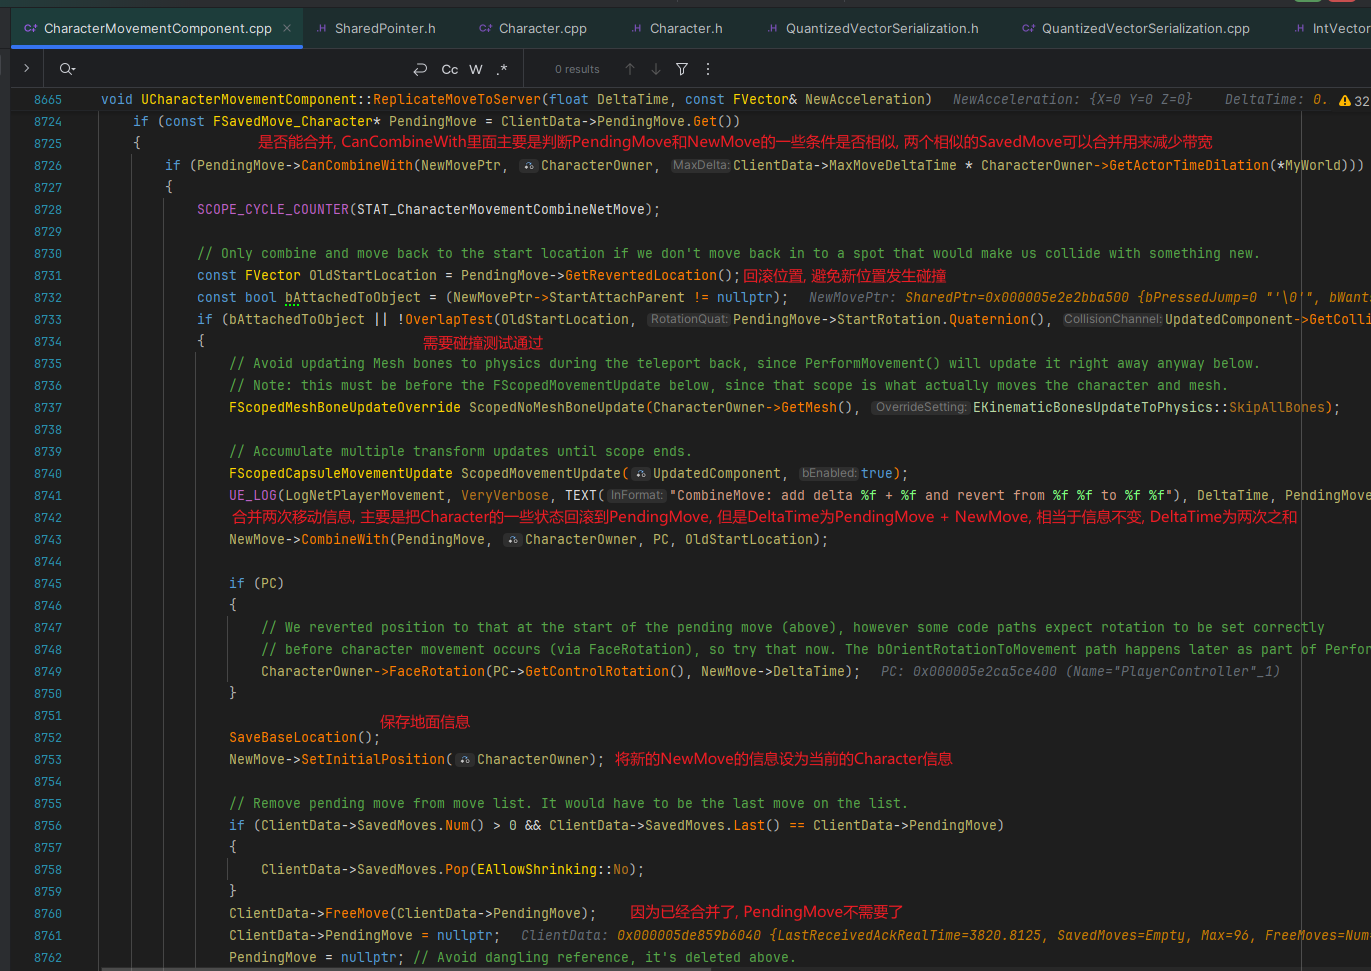 CharacterMovementComponent.cpp SharedPointer.h Character.cpp Character.h QuantizedVectorSerialization.h QuantizedVectorSerialization.cpp IntVector
Cc W .* 0 results
8665 void UCharacterMovementComponent::ReplicateMoveToServer(float DeltaTime, const FVector& NewAcceleration) NewAcceleration: {X=0 Y=0 Z=0} DeltaTime: 0. 32
8724 if (const FSavedMove_Character* PendingMove = ClientData->PendingMove.Get())
8725 { 是否能合并, CanCombineWith里面主要是判断PendingMove和NewMove的一些条件是否相似, 两个相似的SavedMove可以合并用来减少带宽
8726 if (PendingMove->CanCombineWith(NewMovePtr, CharacterOwner, MaxDelta: ClientData->MaxMoveDeltaTime * CharacterOwner->GetActorTimeDilation(*MyWorld)))
8727 {
8728 SCOPE_CYCLE_COUNTER(STAT_CharacterMovementCombineNetMove);
8729
8730 // Only combine and move back to the start location if we don't move back in to a spot that would make us collide with something new.
8731 const FVector OldStartLocation = PendingMove->GetRevertedLocation(); 回滚位置, 避免新位置发生碰撞
8732 const bool bAttachedToObject = (NewMovePtr->StartAttachParent != nullptr); NewMovePtr: SharedPtr=0x000005e2e2bba500 {bPressedJump=0 "'\0'", bWant
8733 if (bAttachedToObject || !OverlapTest(OldStartLocation, RotationQuat: PendingMove->StartRotation.Quaternion(), CollisionChannel: UpdatedComponent->GetColli
8734 { 需要碰撞测试通过
8735 // Avoid updating Mesh bones to physics during the teleport back, since PerformMovement() will update it right away anyway below.
8736 // Note: this must be before the FScopedMovementUpdate below, since that scope is what actually moves the character and mesh.
8737 FScopedMeshBoneUpdateOverride ScopedNoMeshBoneUpdate(CharacterOwner->GetMesh(), OverrideSetting: EKinematicBonesUpdateToPhysics::SkipAllBones);
8738
8739 // Accumulate multiple transform updates until scope ends.
8740 FScopedCapsuleMovementUpdate ScopedMovementUpdate( UpdatedComponent, bEnabled: true);
8741 UE_LOG(LogNetPlayerMovement, VeryVerbose, TEXT( InFormat: "CombineMove: add delta %f + %f and revert from %f %f to %f %f"), DeltaTime, PendingMove
8742 合并两次移动信息, 主要是把Character的一些状态回滚到PendingMove, 但是DeltaTime为PendingMove + NewMove, 相当于信息不变, DeltaTime为两次之和
8743 NewMove->CombineWith(PendingMove, CharacterOwner, PC, OldStartLocation);
8744
8745 if (PC)
8746 {
8747 // We reverted position to that at the start of the pending move (above), however some code paths expect rotation to be set correctly
8748 // before character movement occurs (via FaceRotation), so try that now. The bOrientRotationToMovement path happens later as part of Perfor
8749 CharacterOwner->FaceRotation(PC->GetControlRotation(), NewMove->DeltaTime); PC: 0x000005e2ca5ce400 (Name="PlayerController"_1)
8750 }
8751 保存地面信息
8752 SaveBaseLocation();
8753 NewMove->SetInitialPosition( CharacterOwner); 将新的NewMove的信息设为当前的Character信息
8754
8755 // Remove pending move from move list. It would have to be the last move on the list.
8756 if (ClientData->SavedMoves.Num() > 0 && ClientData->SavedMoves.Last() == ClientData->PendingMove)
8757 {
8758 ClientData->SavedMoves.Pop(EAllowShrinking::No);
8759 }
8760 ClientData->FreeMove(ClientData->PendingMove); 因为已经合并了, PendingMove不需要了
8761 ClientData->PendingMove = nullptr; ClientData: 0x000005de859b6040 {LastReceivedAckRealTime=3820.8125, SavedMoves=Empty, Max=96, FreeMoves=Num
8762 PendingMove = nullptr; // Avoid dangling reference, it's deleted above.